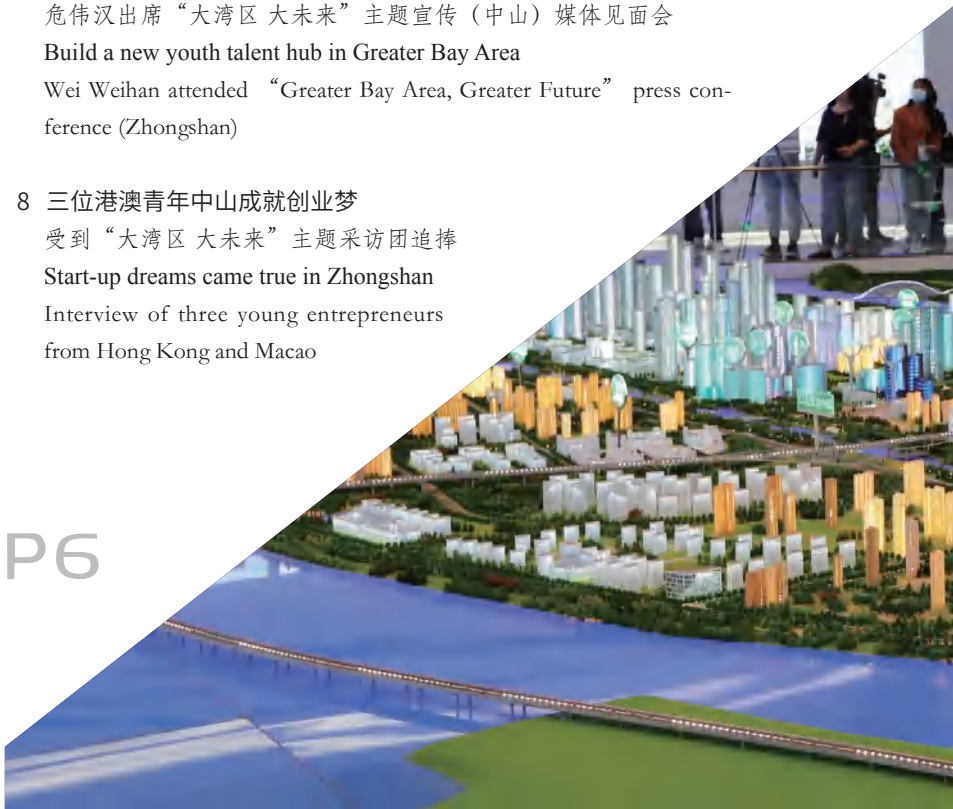 危伟汉出席“大湾区 大未来”主题宣传（中山）媒体见面会
Build a new youth talent hub in Greater Bay Area
Wei Weihan attended “Greater Bay Area, Greater Future” press con-
ference (Zhongshan)
8 三位港澳青年中山成就创业梦
受到“大湾区 大未来”主题采访团追捧
Start-up dreams came true in Zhongshan
Interview of three young entrepreneurs
from Hong Kong and Macao
P6